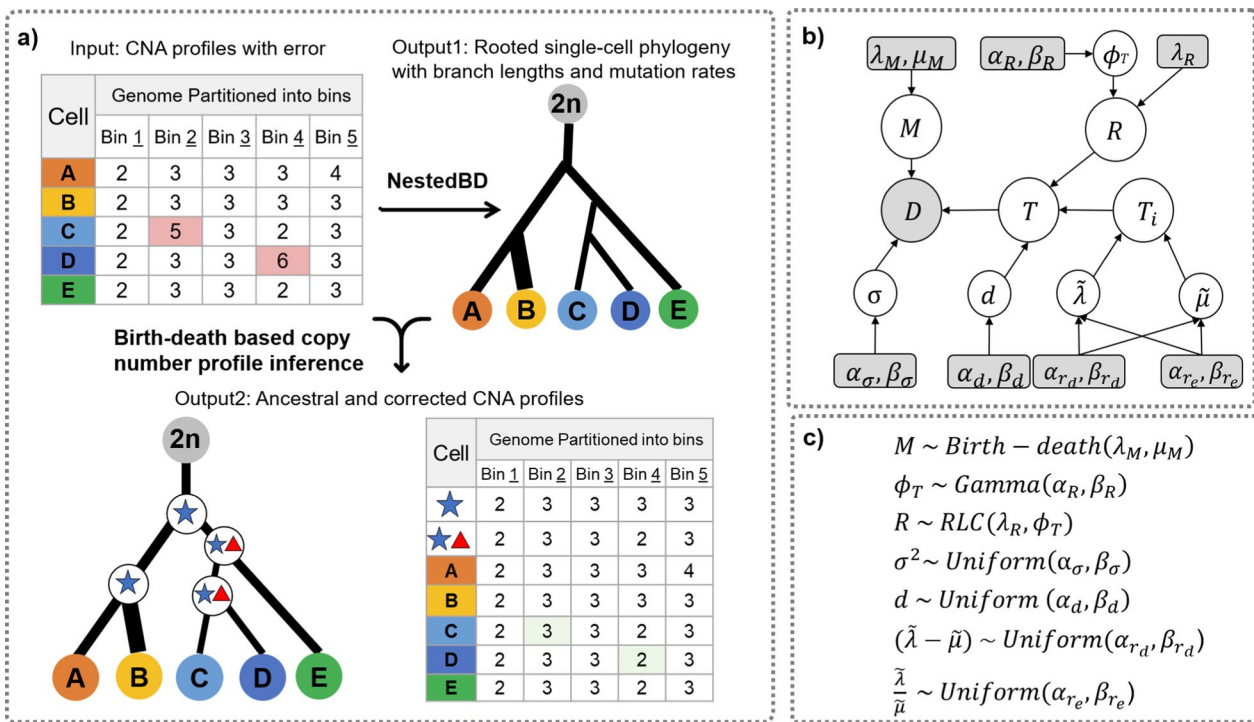 a)
Input: CNA profiles with error
Cell Genome Partitioned into bins
Bin 1 Bin 2 Bin 3 Bin 4 Bin 5
A 2 3 3 3 4
B 2 3 3 3 3
C 2 5 3 2 3
D 2 3 3 6 3
E 2 3 3 2 3
NestedBD
Output1: Rooted single-cell phylogeny
with branch lengths and mutation rates
2n
A B C D E
Birth-death based copy
number profile inference
Output2: Ancestral and corrected CNA profiles
2n
A B C D E
Cell Genome Partitioned into bins
Bin 1 Bin 2 Bin 3 Bin 4 Bin 5
2 3 3 3 3
2 3 3 2 3
A 2 3 3 3 4
B 2 3 3 3 3
C 2 3 3 2 3
D 2 3 3 2 3
E 2 3 3 2 3
b)
λ_M, μ_M α_R, β_R ϕ_T λ_R
M R
D T T_i
σ d λ̃ μ̃
α_σ, β_σ α_d, β_d α_{r_d}, β_{r_d} α_{r_e}, β_{r_e}
c)
M ~ Birth − death(λ_M, μ_M)
ϕ_T ~ Gamma(α_R, β_R)
R ~ RLC(λ_R, ϕ_T)
σ² ~ Uniform(α_σ, β_σ)
d ~ Uniform (α_d, β_d)
(λ̃ − μ̃) ~ Uniform(α_{r_d}, β_{r_d})
λ̃/μ̃ ~ Uniform(α_{r_e}, β_{r_e})